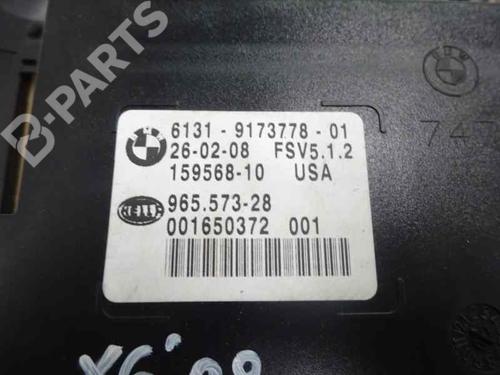 B-PARTS
6131 - 9173778 - 01
26-02-08 FSV5.1.2
159568-10 USA
HELLA
965.573-28
001650372 001
747
X6'09